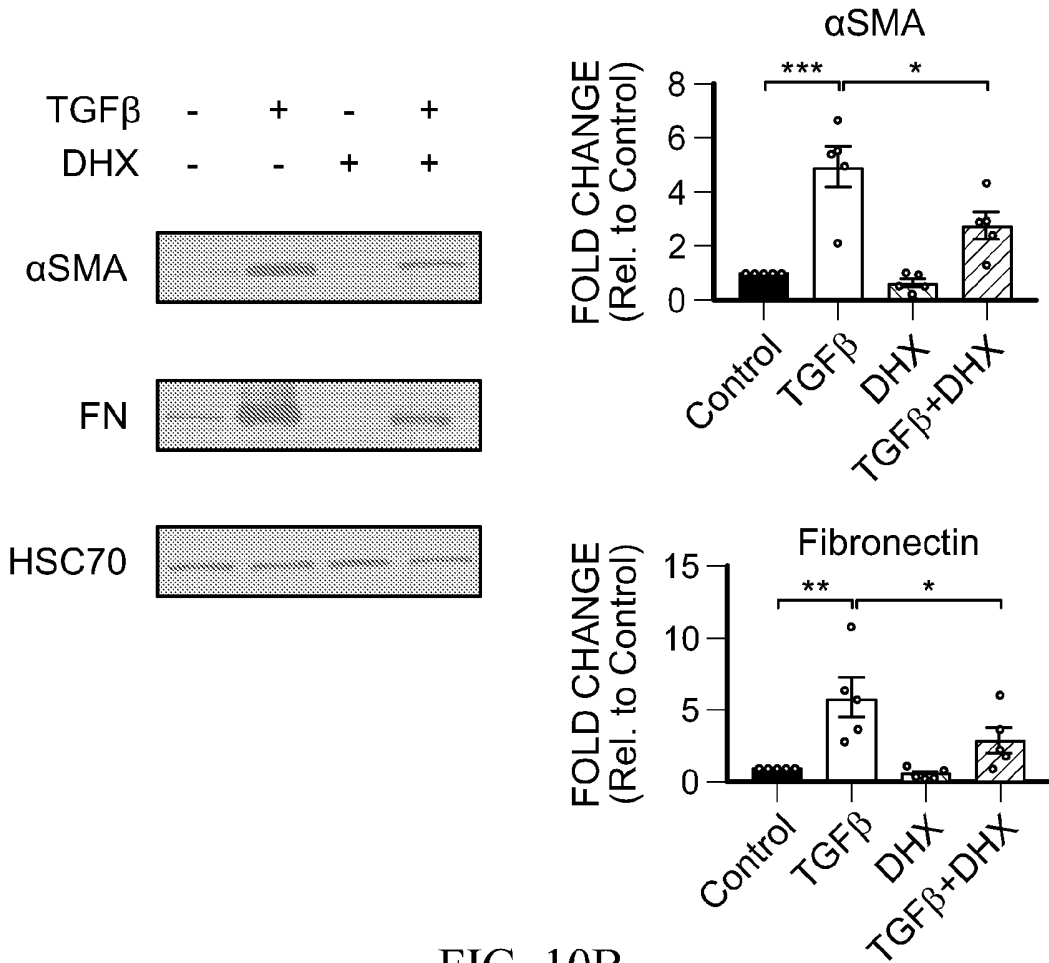 TGFβ - + - +
DHX - - + +
αSMA
FN
HSC70
αSMA
FOLD CHANGE
(Rel. to Control)
8
6
4
2
0
*** *
Control
TGFβ
DHX
TGFβ+DHX
Fibronectin
FOLD CHANGE
(Rel. to Control)
15
10
5
0
** *
Control
TGFβ
DHX
TGFβ+DHX